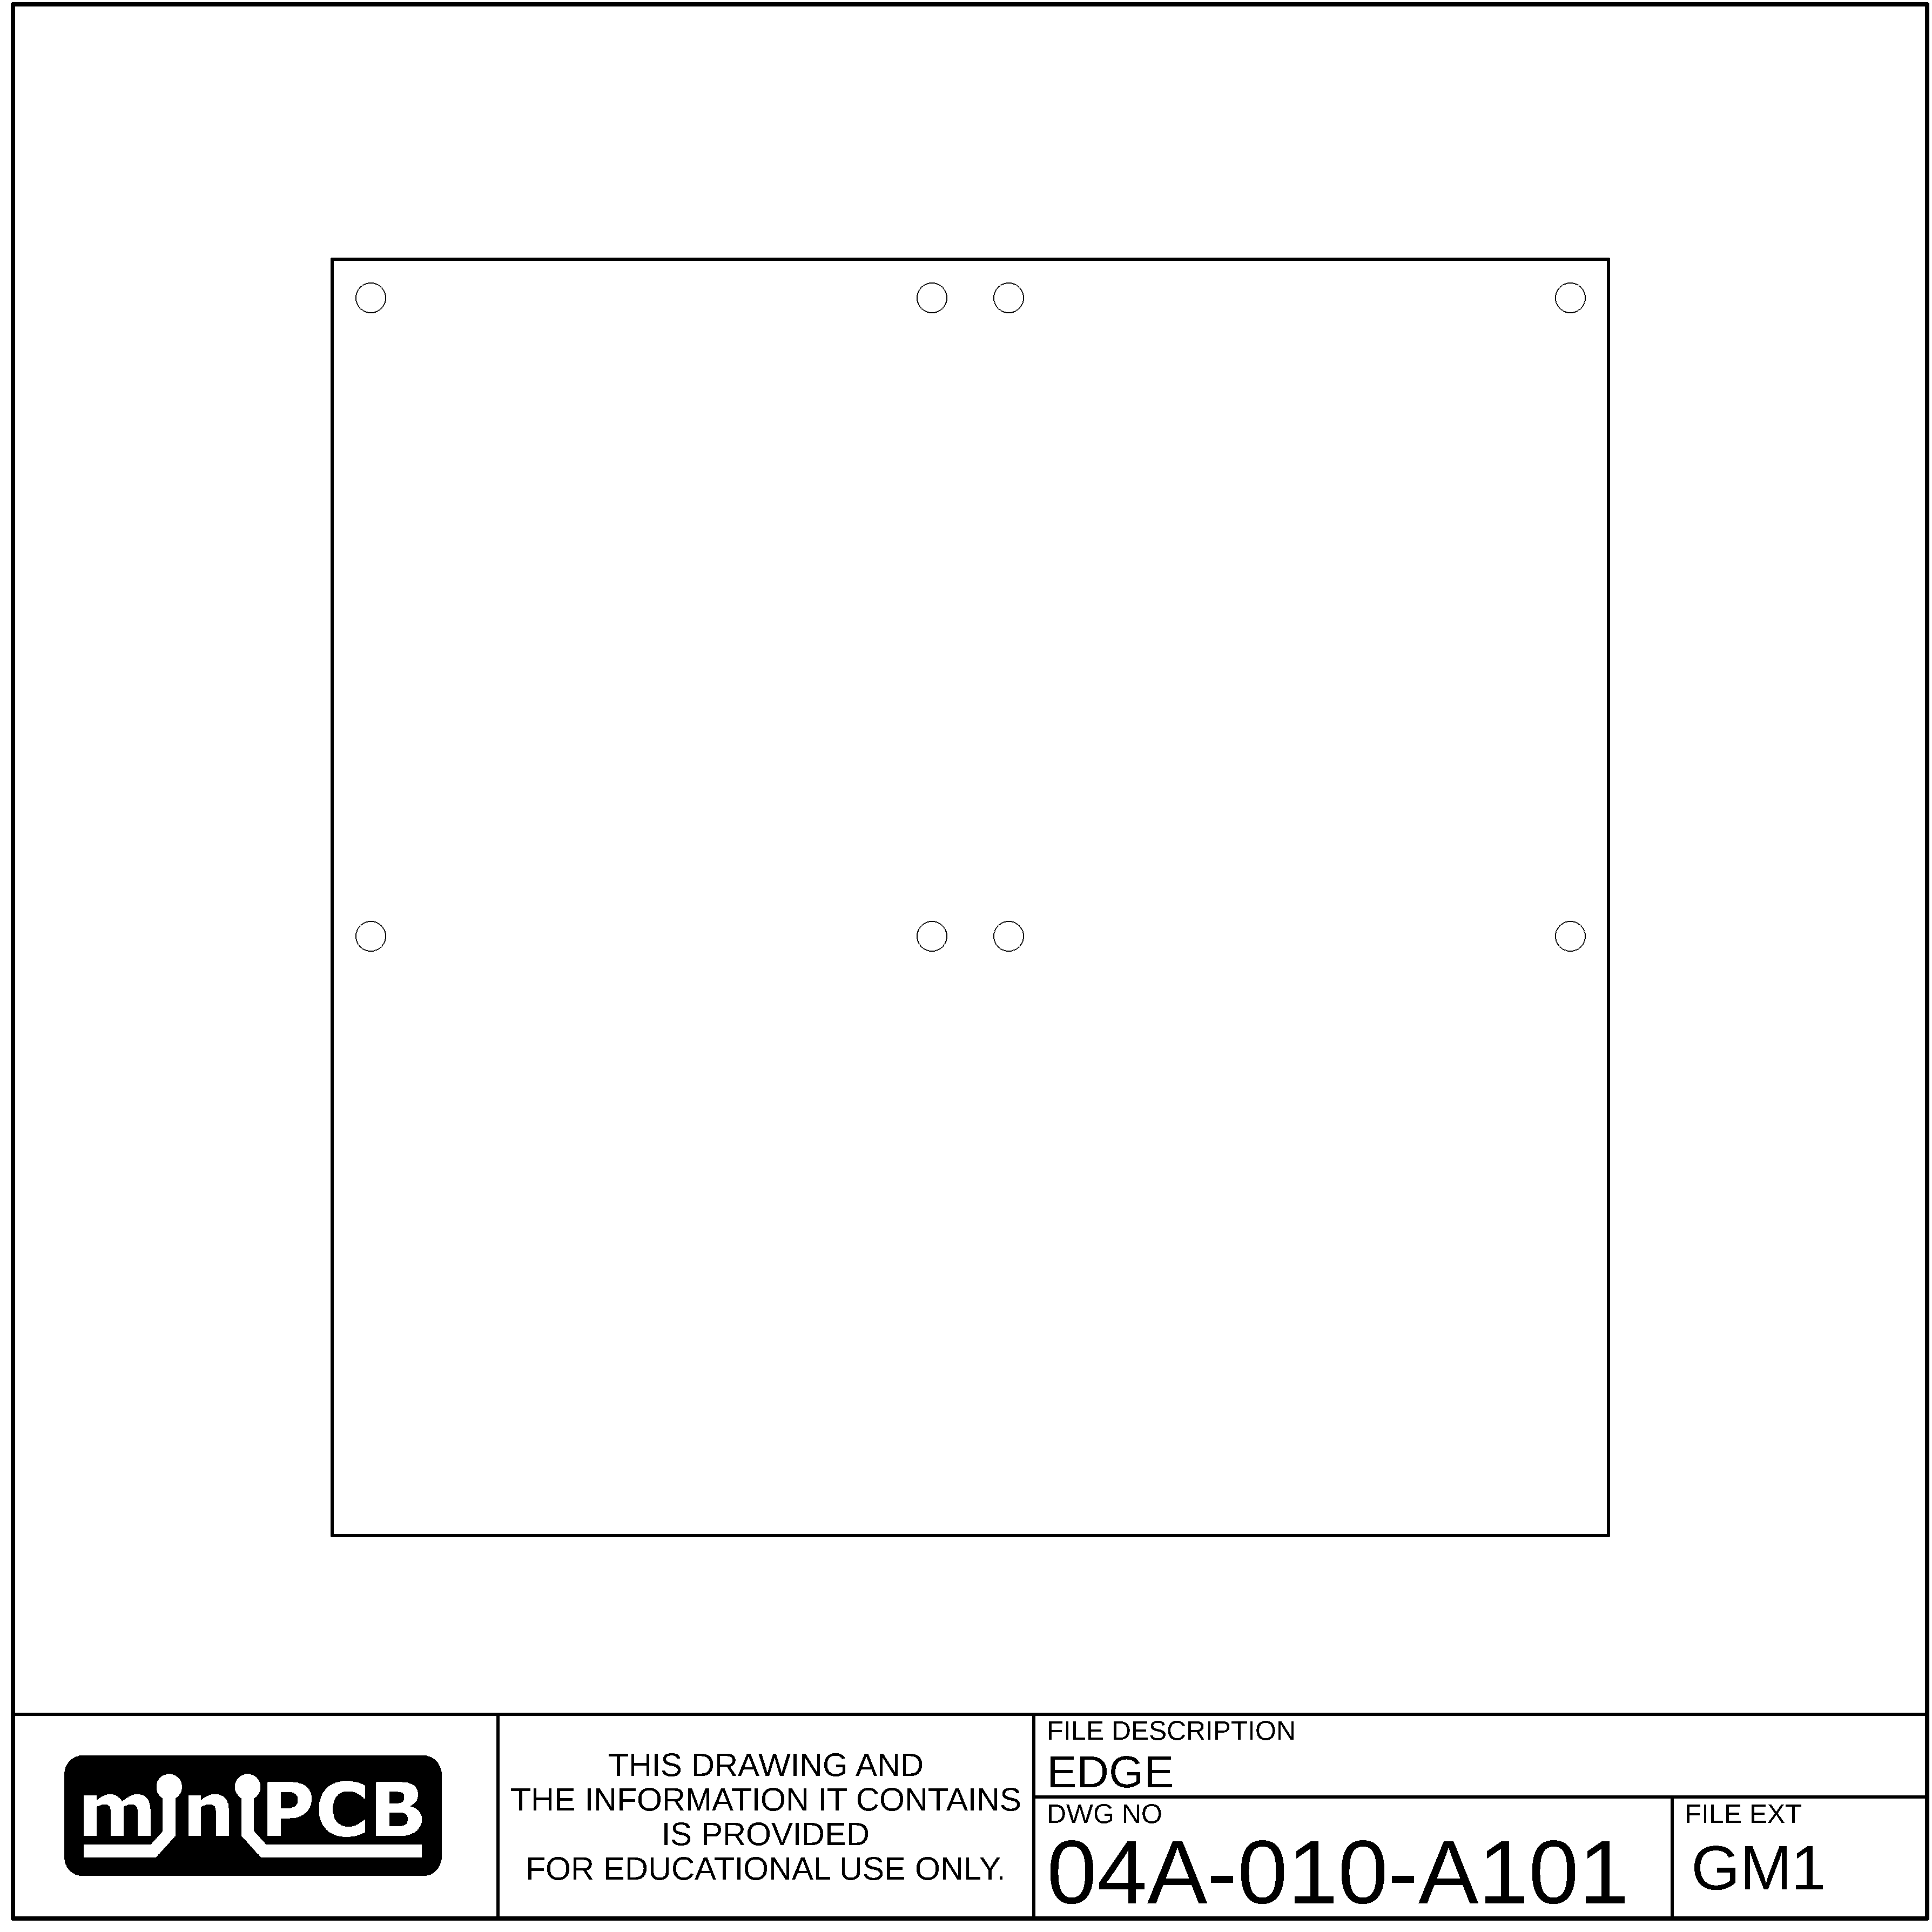 miniPCB
THIS DRAWING AND
THE INFORMATION IT CONTAINS
IS PROVIDED
FOR EDUCATIONAL USE ONLY.
FILE DESCRIPTION
EDGE
DWG NO
04A-010-A101
FILE EXT
GM1